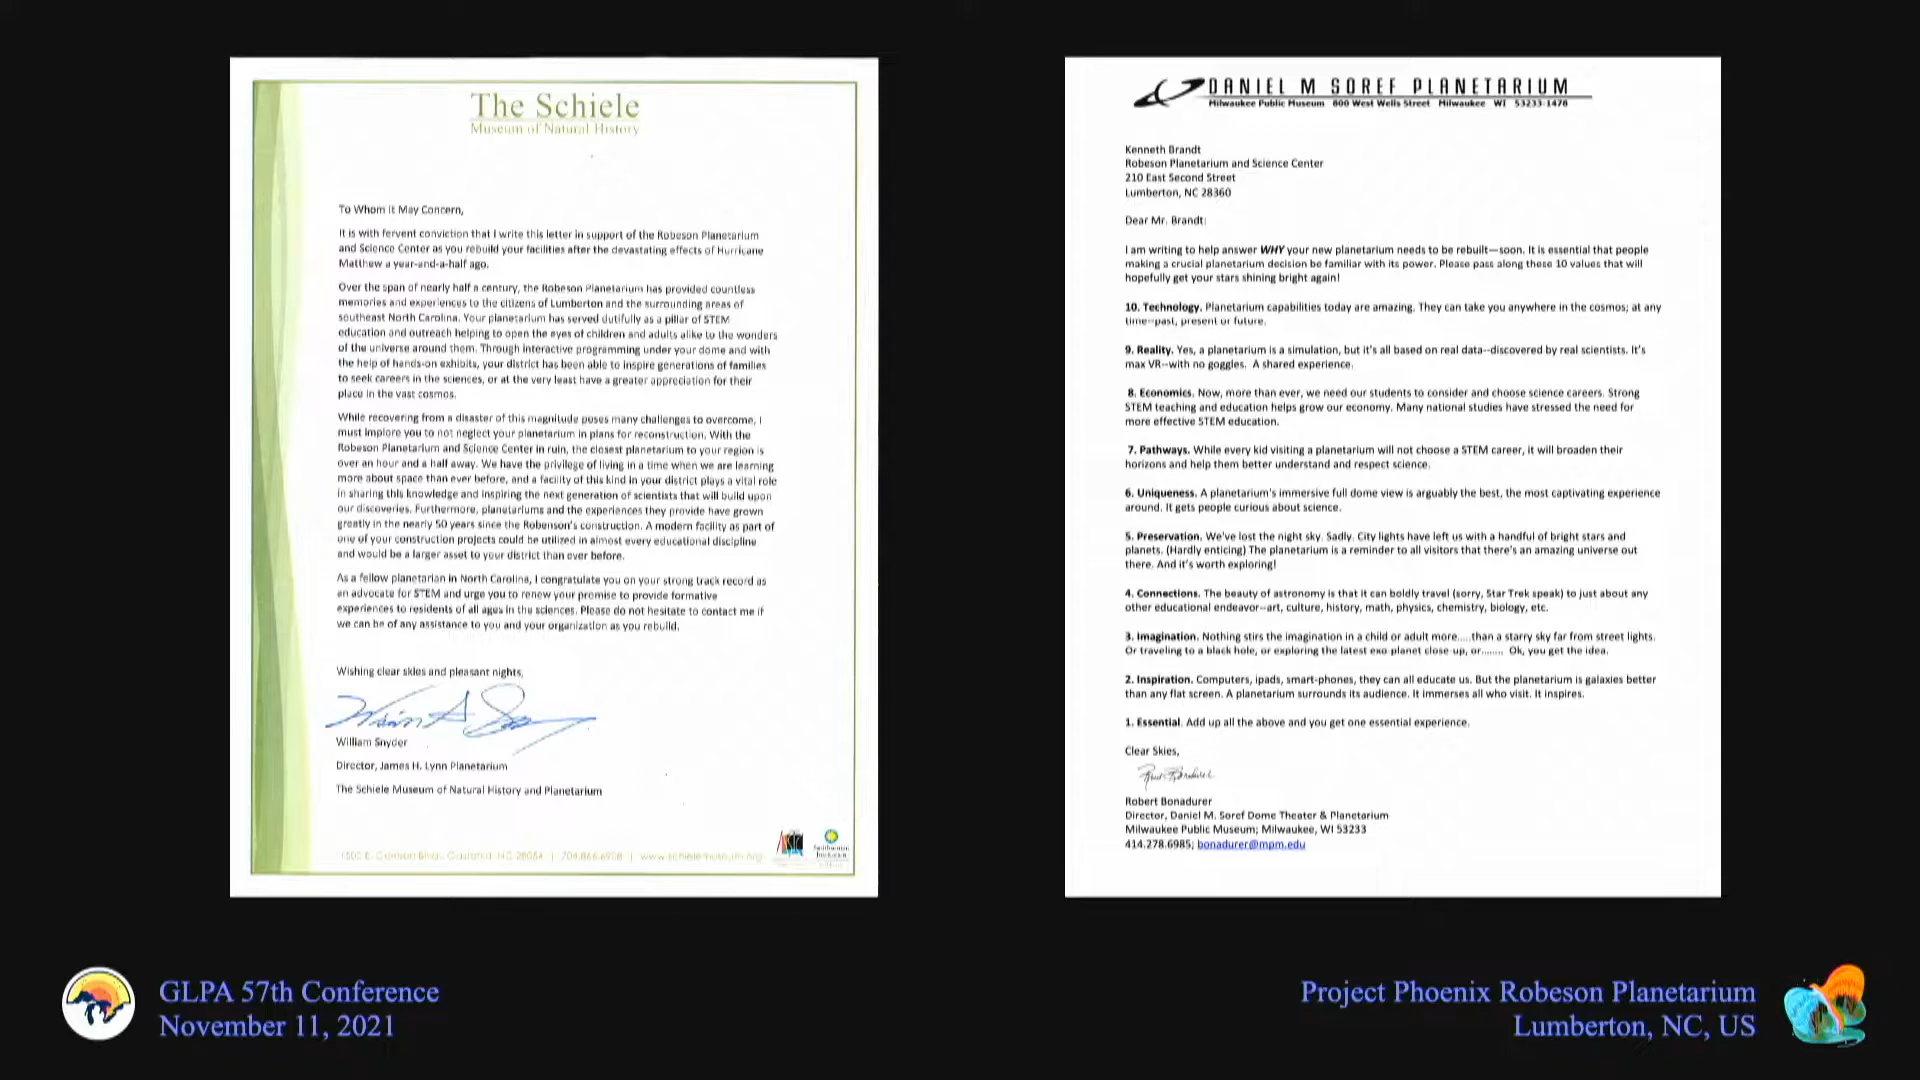 The Schiele
Museum of Natural History
To Whom It May Concern,
It is with fervent conviction that I write this letter in support of the Robeson Planetarium
and Science Center as you rebuild your facilities after the devastating effects of Hurricane
Matthew a year-and-a-half ago.
Over the span of nearly half a century, the Robeson Planetarium has provided countless
memories and experiences to the citizens of Lumberton and the surrounding areas of
southeast North Carolina. Your planetarium has served dutifully as a pillar of STEM
education and outreach helping to open the eyes of children and adults alike to the wonders
of the universe around them. Through interactive programming under your dome and with
the help of hands-on exhibits, your district has been able to inspire generations of families
to seek careers in the sciences, or at the very least have a greater appreciation for their
place in the vast cosmos.
While recovering from a disaster of this magnitude poses many challenges to overcome, I
must implore you to not neglect your planetarium in plans for reconstruction. With the
Robeson Planetarium and Science Center in ruin, the closest planetarium to your region is
over an hour and a half away. We have the privilege of living in a time when we are learning
more about space than ever before, and a facility of this kind in your district plays a vital role
in sharing this knowledge and inspiring the next generation of scientists that will build upon
our discoveries. Furthermore, planetariums and the experiences they provide have grown
greatly in the nearly 50 years since the Robenson's construction. A modern facility as part of
one of your construction projects could be utilized in almost every educational discipline
and would be a larger asset to your district than ever before.
As a fellow planetarian in North Carolina, I congratulate you on your strong track record as
an advocate for STEM and urge you to renew your promise to provide formative
experiences to residents of all ages in the sciences. Please do not hesitate to contact me if
we can be of any assistance to you and your organization as you rebuild.
Wishing clear skies and pleasant nights,
William Snyder
Director, James H. Lynn Planetarium
The Schiele Museum of Natural History and Planetarium
1500 E. Garrison Blvd., Gastonia, NC 28054 | 704.866.6908 | www.schielemuseum.org
DANIEL M SOREF PLANETARIUM
Milwaukee Public Museum 800 West Wells Street Milwaukee WI 53233-1478
Kenneth Brandt
Robeson Planetarium and Science Center
210 East Second Street
Lumberton, NC 28360
Dear Mr. Brandt:
I am writing to help answer WHY your new planetarium needs to be rebuilt—soon. It is essential that people
making a crucial planetarium decision be familiar with its power. Please pass along these 10 values that will
hopefully get your stars shining bright again!
10. Technology. Planetarium capabilities today are amazing. They can take you anywhere in the cosmos; at any
time--past, present or future.
9. Reality. Yes, a planetarium is a simulation, but it's all based on real data--discovered by real scientists. It's
max VR--with no goggles. A shared experience.
8. Economics. Now, more than ever, we need our students to consider and choose science careers. Strong
STEM teaching and education helps grow our economy. Many national studies have stressed the need for
more effective STEM education.
7. Pathways. While every kid visiting a planetarium will not choose a STEM career, it will broaden their
horizons and help them better understand and respect science.
6. Uniqueness. A planetarium's immersive full dome view is arguably the best, the most captivating experience
around. It gets people curious about science.
5. Preservation. We've lost the night sky. Sadly. City lights have left us with a handful of bright stars and
planets. (Hardly enticing) The planetarium is a reminder to all visitors that there's an amazing universe out
there. And it's worth exploring!
4. Connections. The beauty of astronomy is that it can boldly travel (sorry, Star Trek speak) to just about any
other educational endeavor--art, culture, history, math, physics, chemistry, biology, etc.
3. Imagination. Nothing stirs the imagination in a child or adult more.....than a starry sky far from street lights.
Or traveling to a black hole, or exploring the latest exo planet close up, or........ Ok, you get the idea.
2. Inspiration. Computers, ipads, smart-phones, they can all educate us. But the planetarium is galaxies better
than any flat screen. A planetarium surrounds its audience. It immerses all who visit. It inspires.
1. Essential. Add up all the above and you get one essential experience.
Clear Skies,
Robert Bonadurer
Director, Daniel M. Soref Dome Theater & Planetarium
Milwaukee Public Museum; Milwaukee, WI 53233
414.278.6985; bonadurer@mpm.edu
GLPA 57th Conference
November 11, 2021
Project Phoenix Robeson Planetarium
Lumberton, NC, US